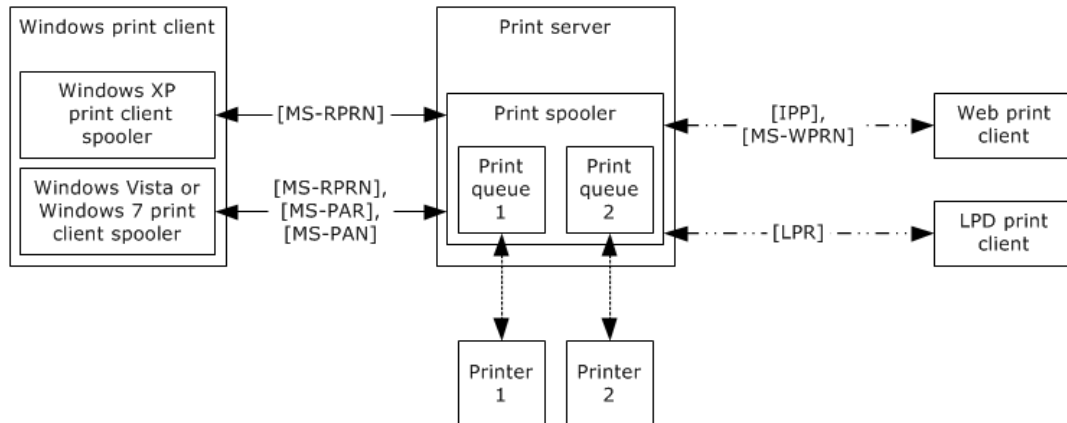 Windows print client
Windows XP
print client
spooler
Windows Vista or
Windows 7 print
client spooler
[MS-RPRN]
[MS-RPRN],
[MS-PAR],
[MS-PAN]
Print server
Print spooler
Print
queue
1
Print
queue
2
[IPP],
[MS-WPRN]
Web print
client
[LPR]
LPD print
client
Printer
1
Printer
2